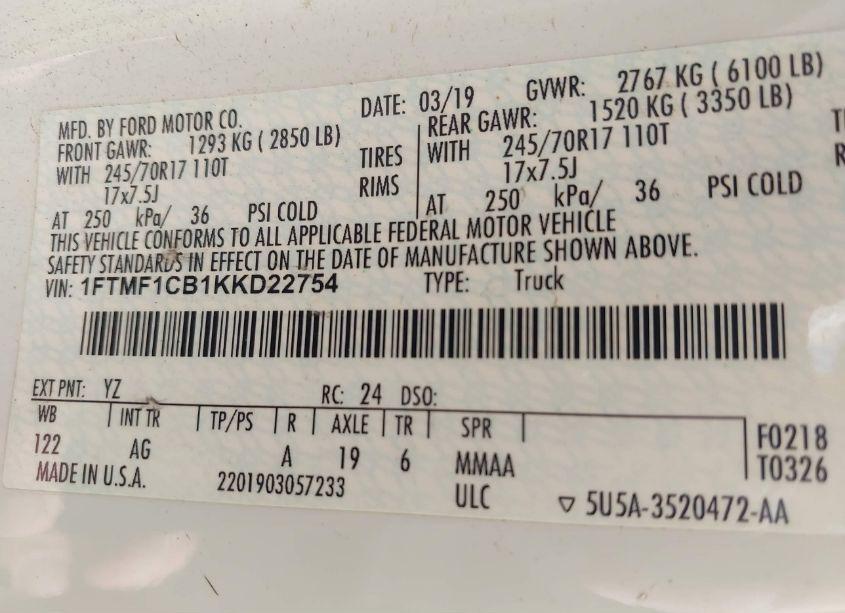 MFD. BY FORD MOTOR CO. DATE: 03/19 GVWR: 2767 KG ( 6100 LB)
FRONT GAWR: 1293 KG ( 2850 LB) REAR GAWR: 1520 KG ( 3350 LB)
WITH 245/70R17 110T TIRES WITH 245/70R17 110T
17x7.5J RIMS 17x7.5J
AT 250 kPa/ 36 PSI COLD AT 250 kPa/ 36 PSI COLD
THIS VEHICLE CONFORMS TO ALL APPLICABLE FEDERAL MOTOR VEHICLE
SAFETY STANDARDS IN EFFECT ON THE DATE OF MANUFACTURE SHOWN ABOVE.
VIN: 1FTMF1CB1KKD22754 TYPE: Truck
EXT PNT: YZ RC: 24 DSO:
WB INT TR TP/PS R AXLE TR SPR F0218
122 AG A 19 6 MMAA T0326
MADE IN U.S.A. 2201903057233 ULC ▽ 5U5A-3520472-AA